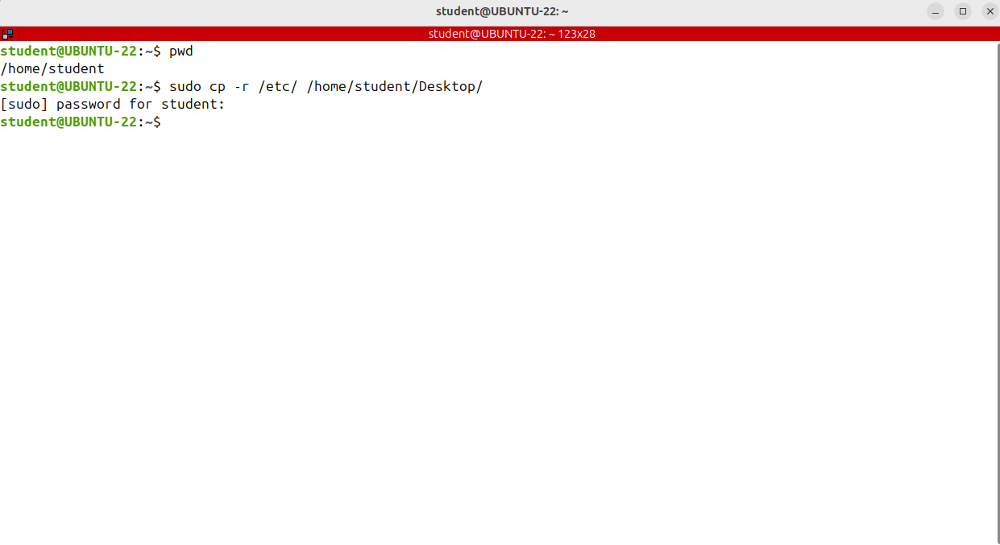 student@UBUNTU-22: ~
student@UBUNTU-22: ~ 123x28
student@UBUNTU-22:~$ pwd
/home/student
student@UBUNTU-22:~$ sudo cp -r /etc/ /home/student/Desktop/
[sudo] password for student:
student@UBUNTU-22:~$